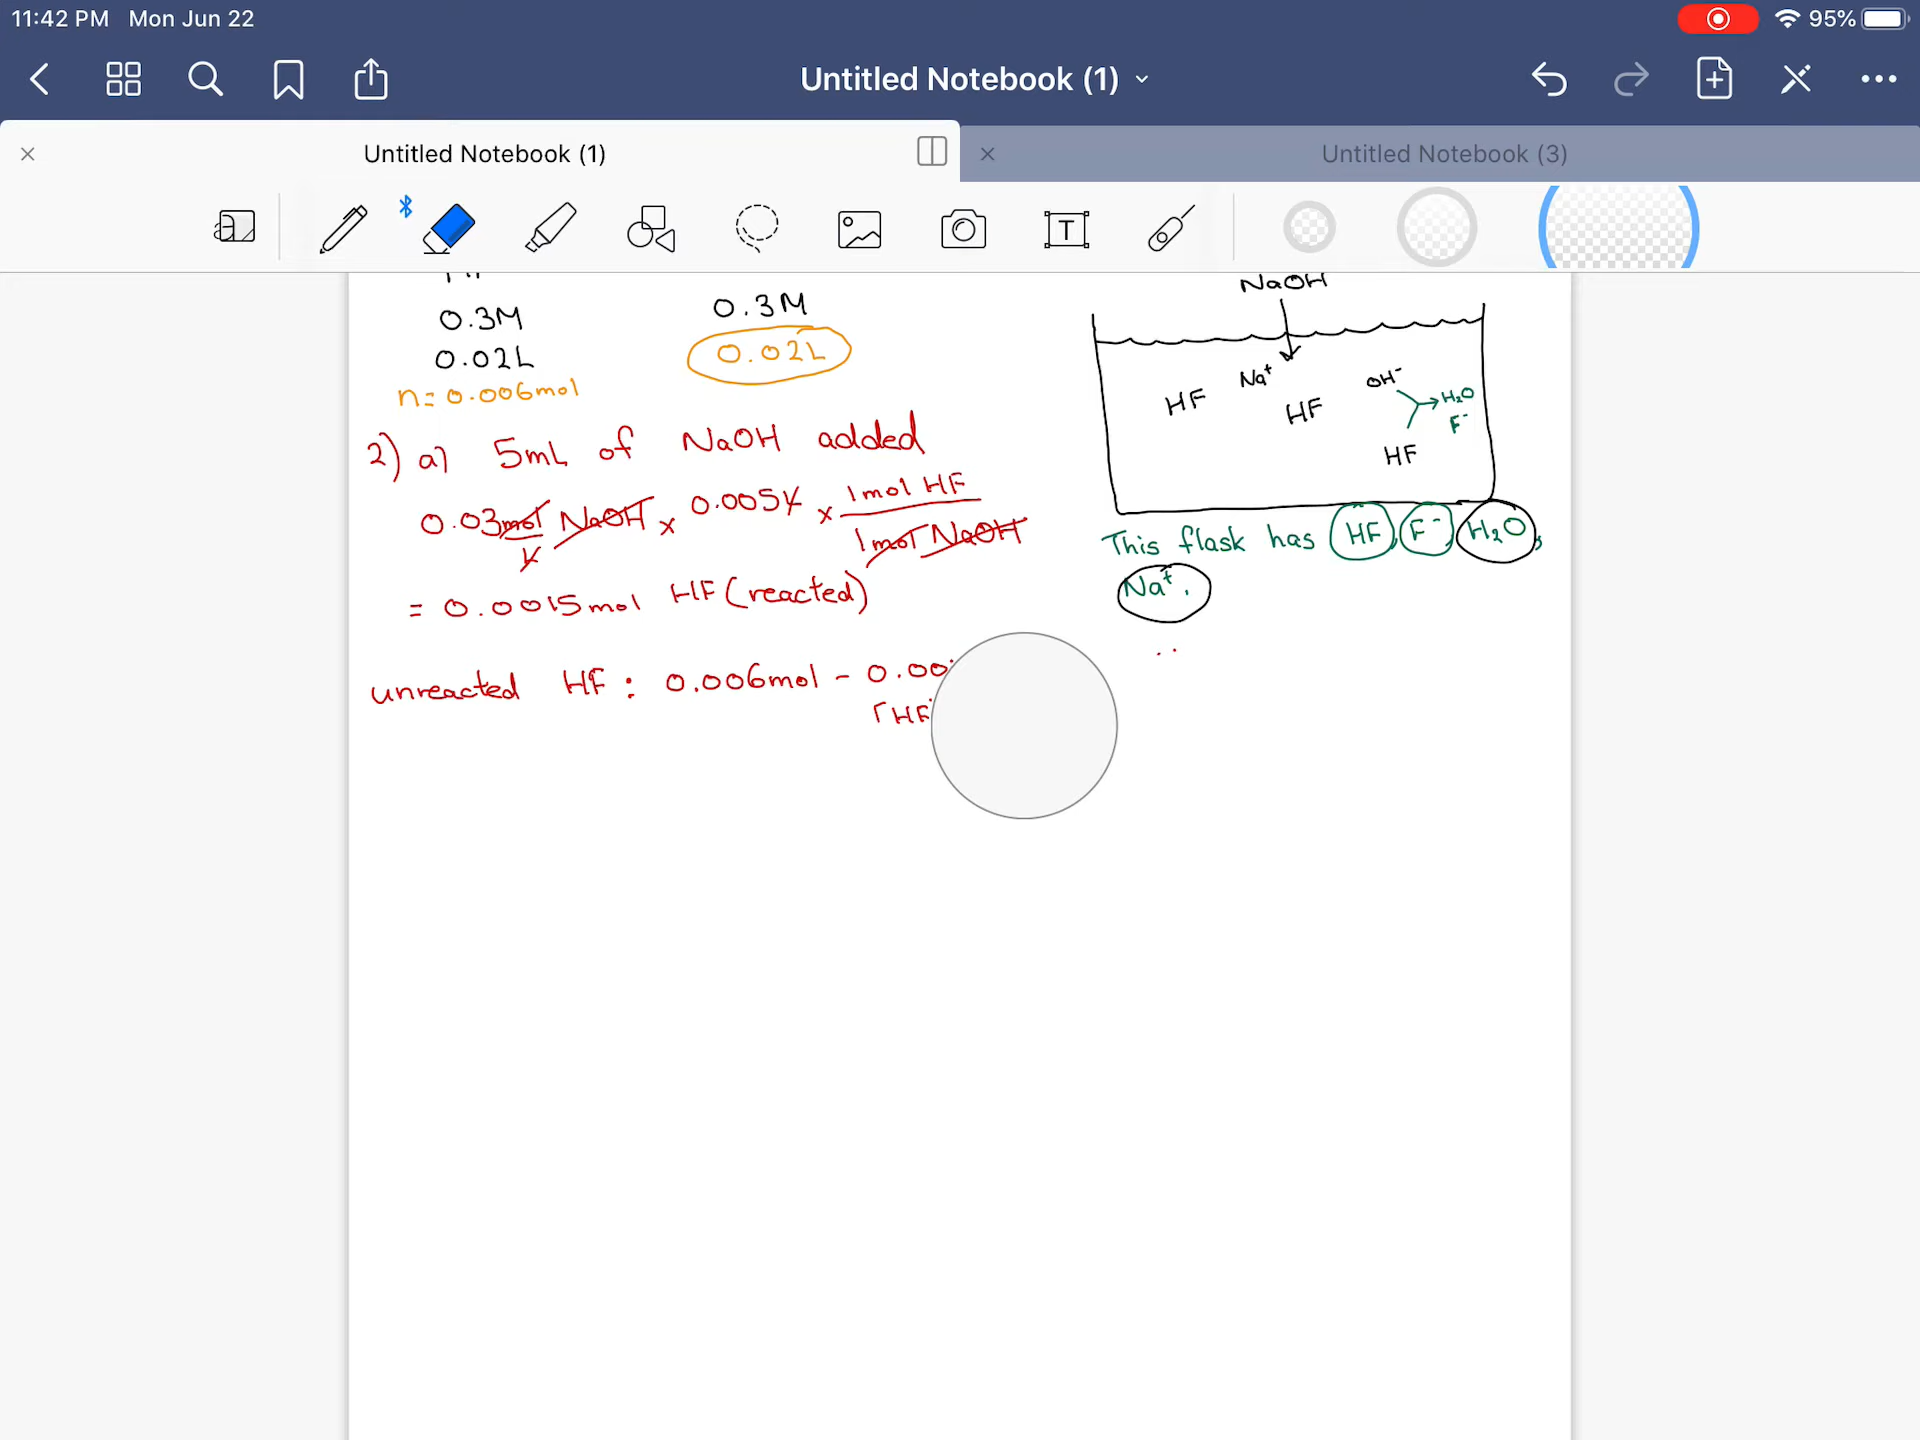 11:42 PM Mon Jun 22
95%
Untitled Notebook (1)
Untitled Notebook (1)
Untitled Notebook (3)
T
0.3M
0.02L
n = 0.006mol
0.3M
0.02L
2) a) 5mL of NaOH added
0.03 mol/L NaOH x 0.005L x 1mol HF / 1mol NaOH
= 0.0015mol HF (reacted)
unreacted HF : 0.006mol - 0.00
[HF
NaOH
Na+ OH-
HF HF H2O
F-
HF
This flask has HF, F-, H2O,
Na+.